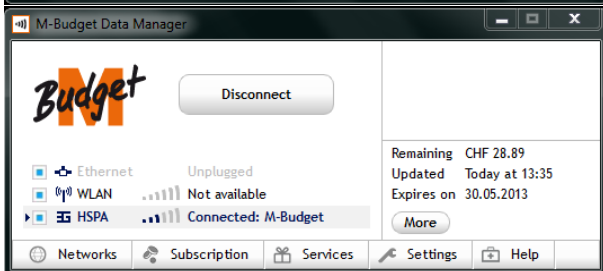 M-Budget Data Manager
M
Budget
Disconnect
Ethernet Unplugged
WLAN Not available
3G HSPA Connected: M-Budget
Remaining CHF 28.89
Updated Today at 13:35
Expires on 30.05.2013
More
Networks Subscription Services Settings Help